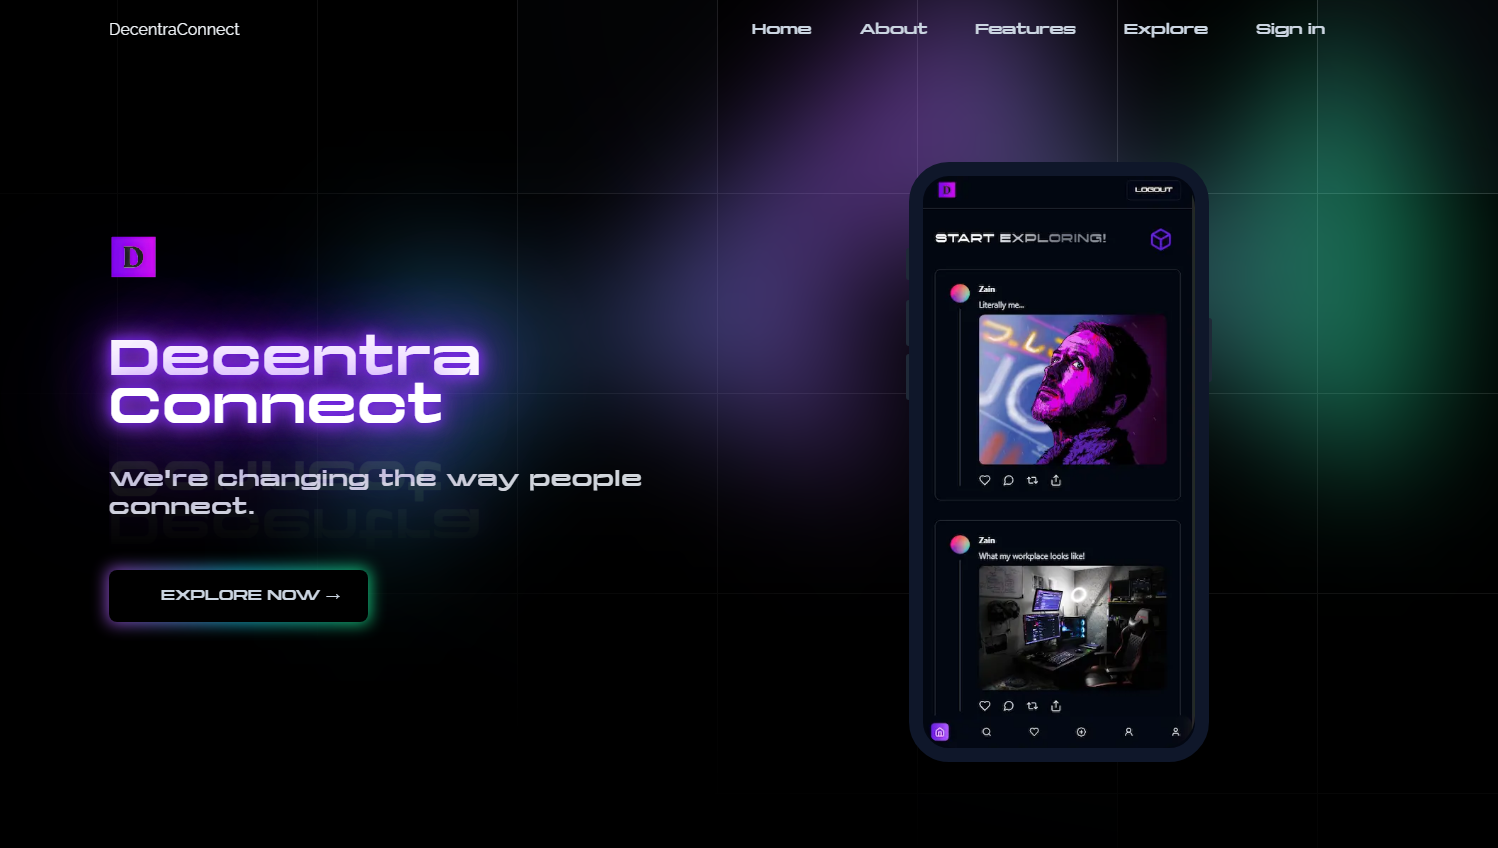 DecentraConnect
Home
About
Features
Explore
Sign in
D
Decentra
Connect
We're changing the way people
connect.
EXPLORE NOW →
D
LOGOUT
START EXPLORING!
Zain
Literally me...
Zain
What my workplace looks like!